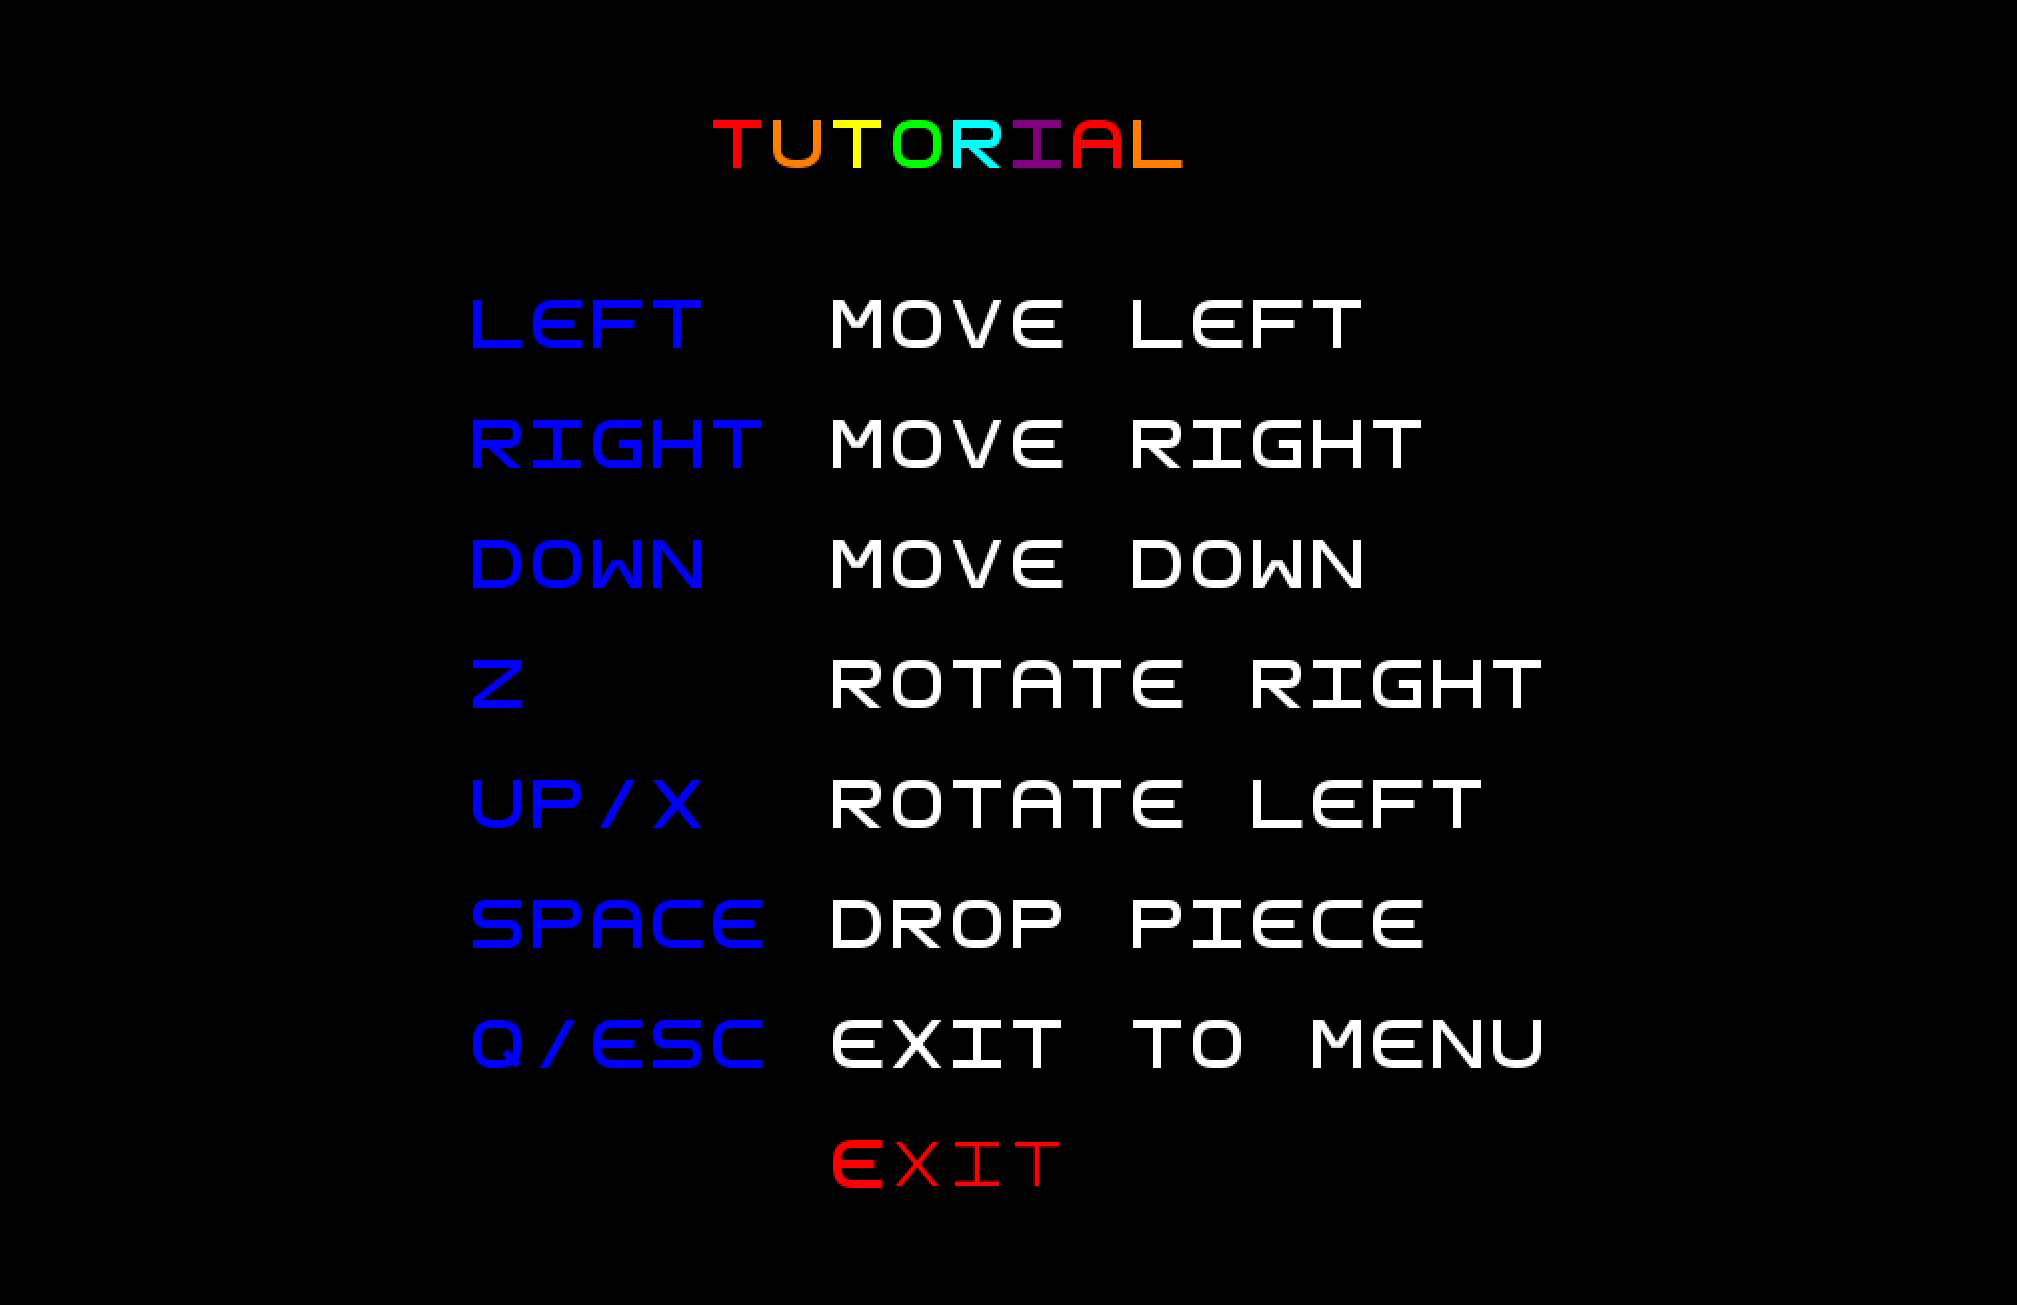 TUTORIAL
LEFT MOVE LEFT
RIGHT MOVE RIGHT
DOWN MOVE DOWN
Z ROTATE RIGHT
UP/X ROTATE LEFT
SPACE DROP PIECE
Q/ESC EXIT TO MENU
EXIT